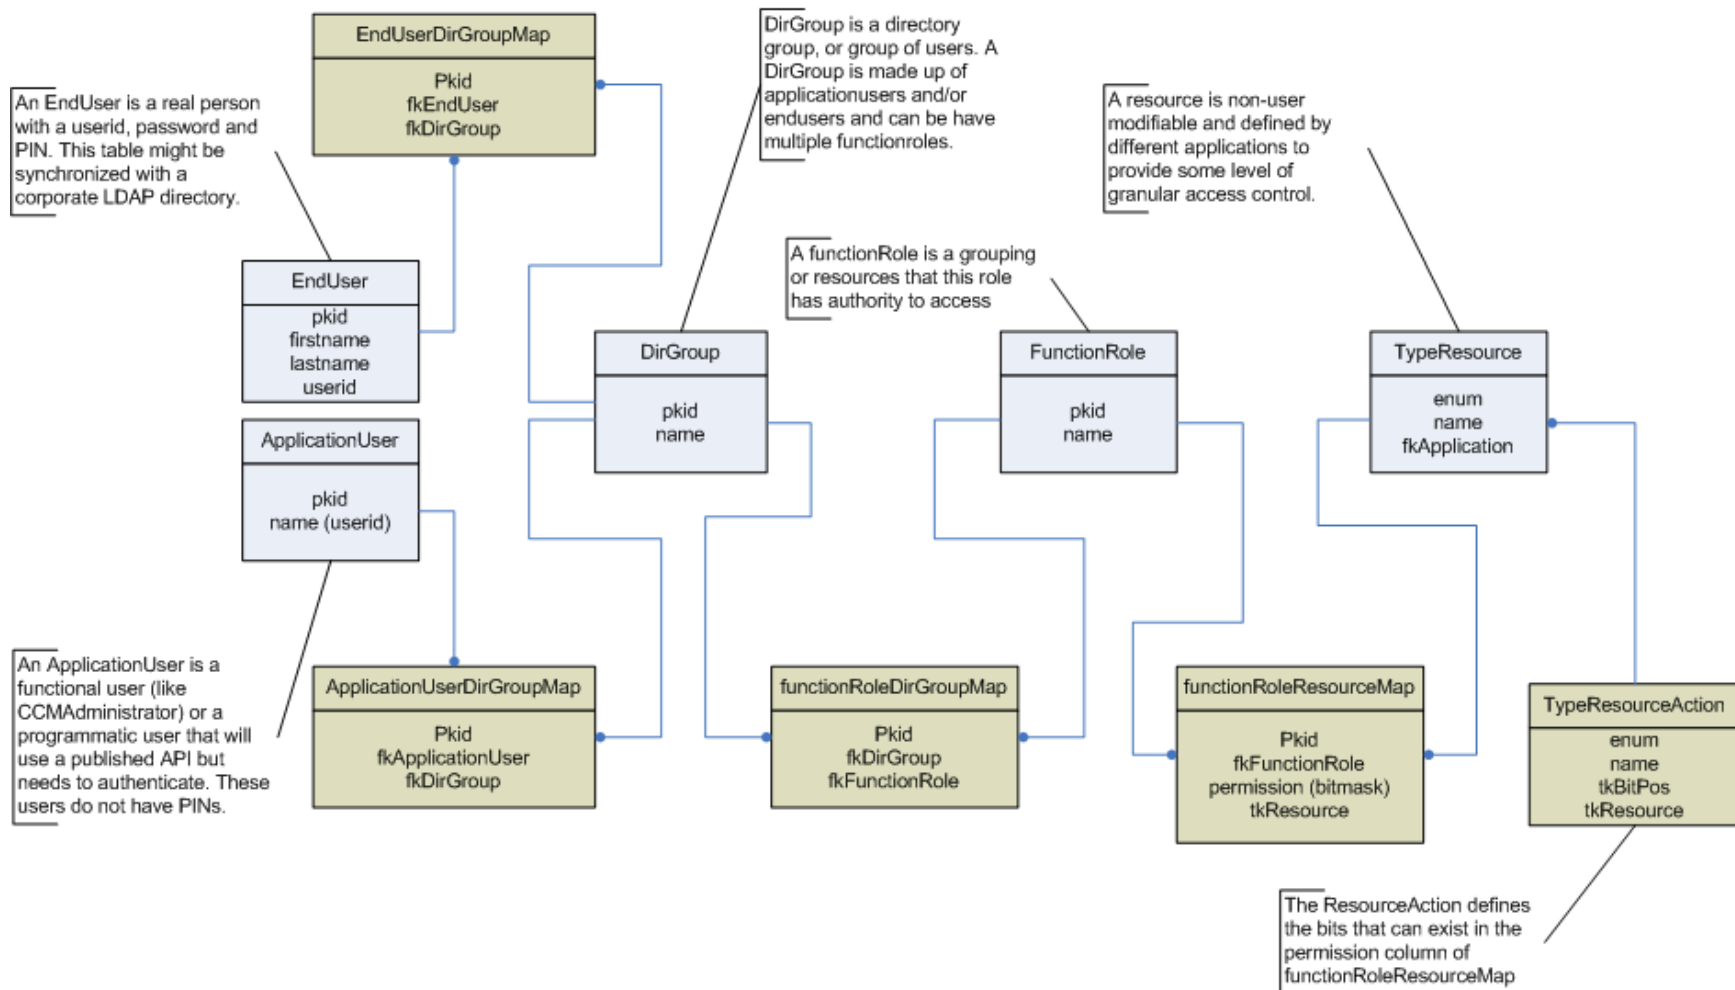 EndUserDirGroupMap
Pkid
fkEndUser
fkDirGroup
DirGroup is a directory
group, or group of users. A
DirGroup is made up of
applicationusers and/or
endusers and can be have
multiple functionroles.
An EndUser is a real person
with a userid, password and
PIN. This table might be
synchronized with a
corporate LDAP directory.
A resource is non-user
modifiable and defined by
different applications to
provide some level of
granular access control.
A functionRole is a grouping
or resources that this role
has authority to access
EndUser
pkid
firstname
lastname
userid
DirGroup
pkid
name
FunctionRole
pkid
name
TypeResource
enum
name
fkApplication
ApplicationUser
pkid
name (userid)
An ApplicationUser is a
functional user (like
CCMAdministrator) or a
programmatic user that will
use a published API but
needs to authenticate. These
users do not have PINs.
ApplicationUserDirGroupMap
Pkid
fkApplicationUser
fkDirGroup
functionRoleDirGroupMap
Pkid
fkDirGroup
fkFunctionRole
functionRoleResourceMap
Pkid
fkFunctionRole
permission (bitmask)
tkResource
TypeResourceAction
enum
name
tkBitPos
tkResource
The ResourceAction defines
the bits that can exist in the
permission column of
functionRoleResourceMap